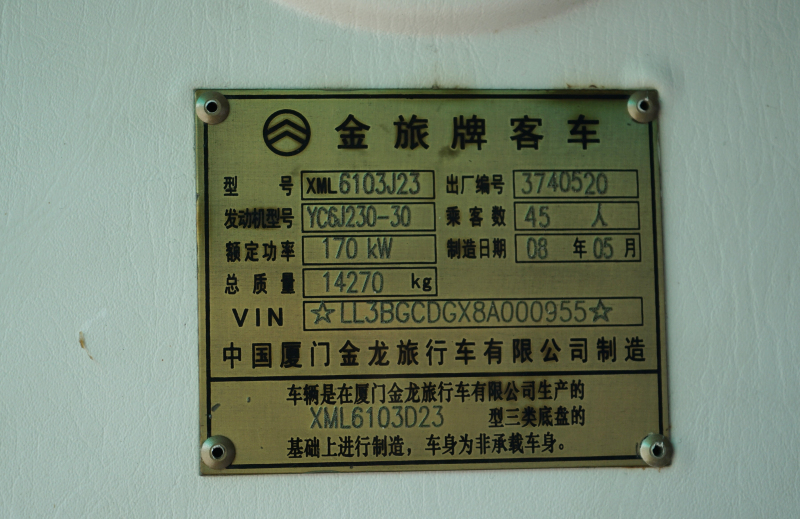 金旅牌客车
型号 XML6103J23 出厂编号 3740520
发动机型号 YC6J230-30 乘客数 45 人
额定功率 170 kW 制造日期 08 年 05 月
总质量 14270 kg
VIN ☆LL3BGCDGX8A000955☆
中国厦门金龙旅行车有限公司制造
车辆是在厦门金龙旅行车有限公司生产的
XML6103D23 型三类底盘的
基础上进行制造，车身为非承载车身。